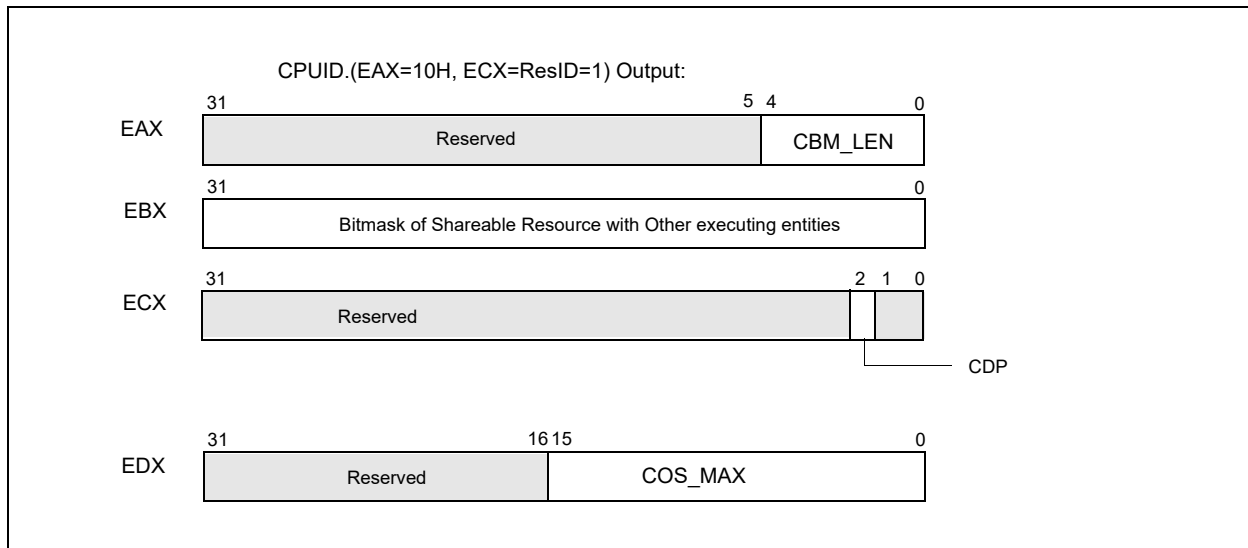 CPUID.(EAX=10H, ECX=ResID=1) Output:
31 5 4 0
EAX Reserved CBM_LEN
31 0
EBX Bitmask of Shareable Resource with Other executing entities
31 2 1 0
ECX Reserved
CDP
31 16 15 0
EDX Reserved COS_MAX